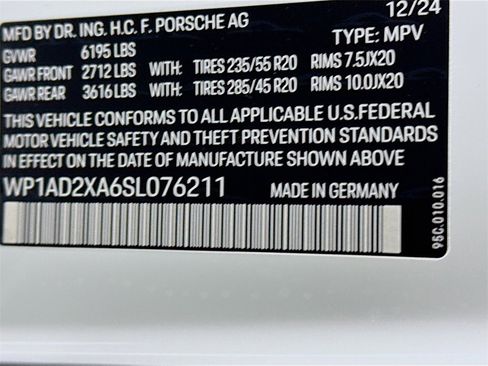 MFD BY DR. ING. H.C. F. PORSCHE AG 12/24
GVWR 6195 LBS TYPE: MPV
GAWR FRONT 2712 LBS WITH: TIRES 235/55 R20 RIMS 7.5JX20
GAWR REAR 3616 LBS WITH: TIRES 285/45 R20 RIMS 10.0JX20
THIS VEHICLE CONFORMS TO ALL APPLICABLE U.S.FEDERAL
MOTOR VEHICLE SAFETY AND THEFT PREVENTION STANDARDS
IN EFFECT ON THE DATE OF MANUFACTURE SHOWN ABOVE
WP1AD2XA6SL076211 MADE IN GERMANY
95C.010.016